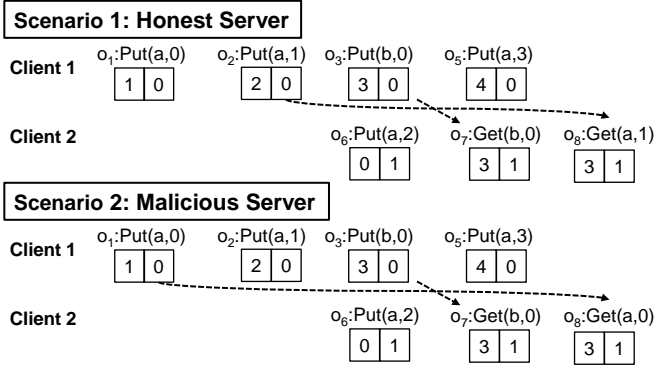 Scenario 1: Honest Server
o₁:Put(a,0) o₂:Put(a,1) o₃:Put(b,0) o₅:Put(a,3)
Client 1
1 0 2 0 3 0 4 0
Client 2
o₆:Put(a,2) o₇:Get(b,0) o₈:Get(a,1)
0 1 3 1 3 1
Scenario 2: Malicious Server
o₁:Put(a,0) o₂:Put(a,1) o₃:Put(b,0) o₅:Put(a,3)
Client 1
1 0 2 0 3 0 4 0
Client 2
o₆:Put(a,2) o₇:Get(b,0) o₈:Get(a,0)
0 1 3 1 3 1